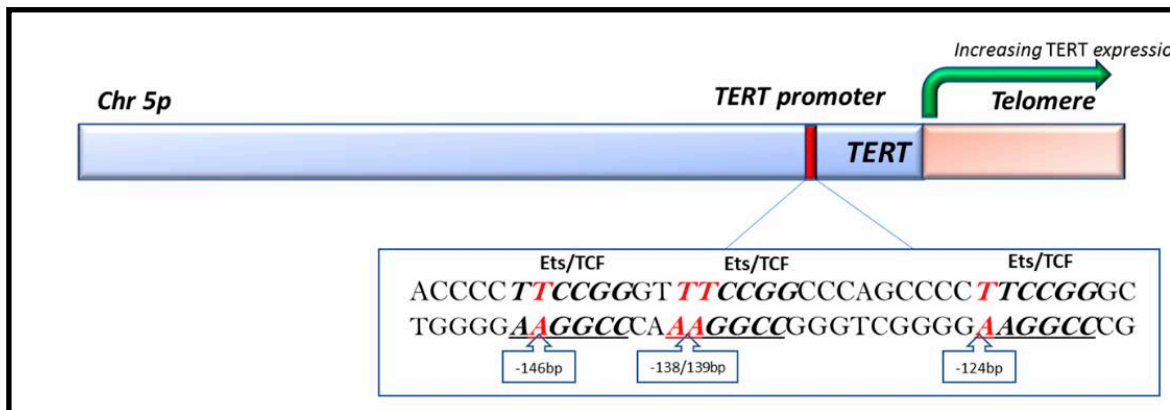 Increasing TERT expressio
Chr 5p
TERT promoter
Telomere
TERT
Ets/TCF Ets/TCF Ets/TCF
ACCCCTTCCGGGTTTCCGGCCCAGCCCCTTCCGGGC
TGGGGAAGGCCCAAAGGCCGGGTCGGGGAAGGCCCG
-146bp -138/139bp -124bp